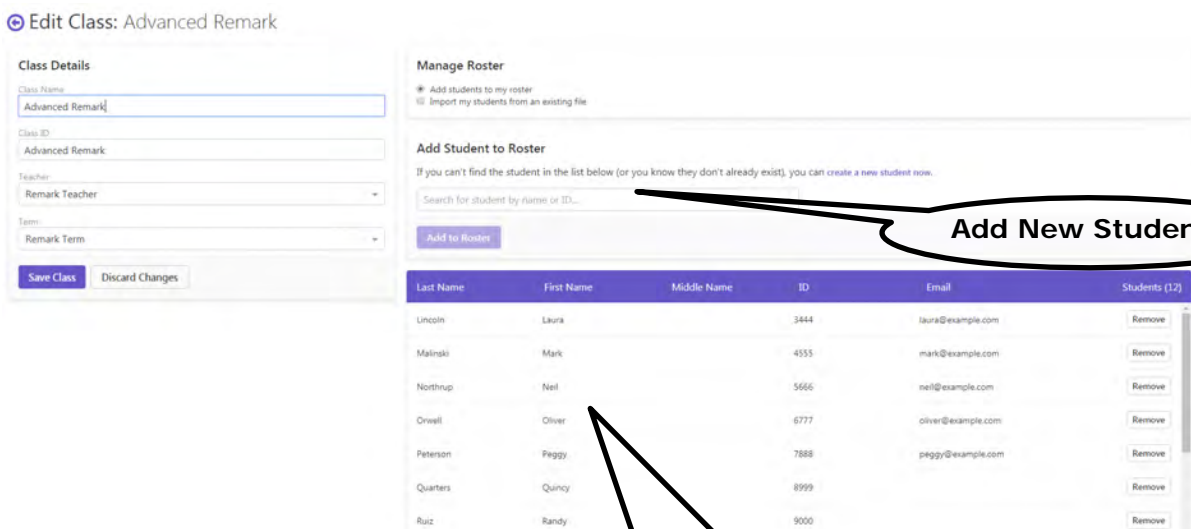 Edit Class: Advanced Remark
Class Details
Class Name
Advanced Remark
Class ID
Advanced Remark
Teacher
Remark Teacher
Term
Remark Term
Save Class Discard Changes
Manage Roster
Add students to my roster
Import my students from an existing file
Add Student to Roster
If you can't find the student in the list below (or you know they don't already exist), you can create a new student now.
Search for student by name or ID...
Add to Roster
Add New Studen
Last Name First Name Middle Name ID Email Students (12)
Lincoln Laura 3444 laura@example.com Remove
Malinski Mark 4555 mark@example.com Remove
Northrup Neil 5666 neil@example.com Remove
Orwell Oliver 6777 oliver@example.com Remove
Peterson Peggy 7888 peggy@example.com Remove
Quarters Quincy 8999 Remove
Ruiz Randy 9000 Remove